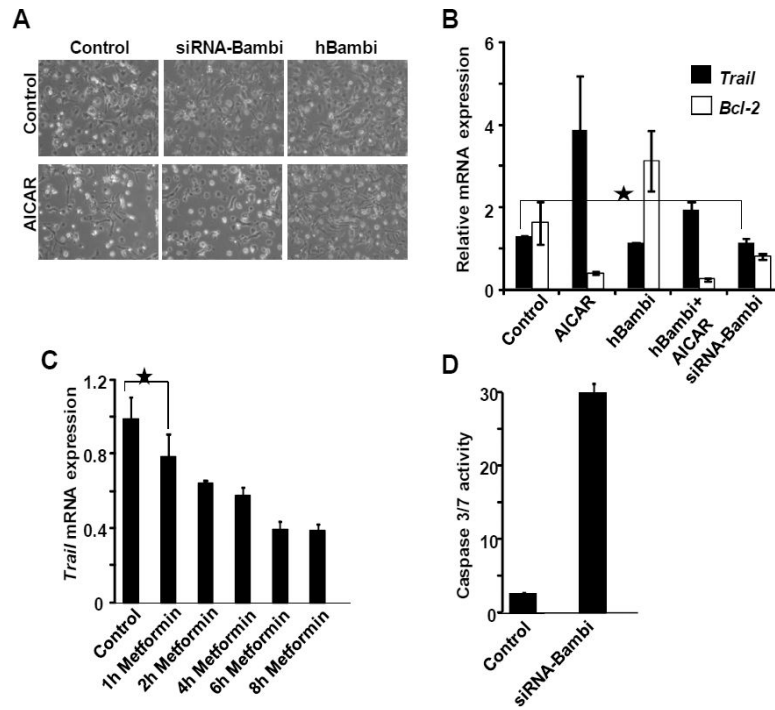 A
Control siRNA-Bambi hBambi
Control
AICAR
B
Relative mRNA expression
6
4
2
1
0
Trail
Bcl-2
★
Control
AICAR
hBambi
hBambi+
AICAR
siRNA-Bambi
C
Trail mRNA expression
1.2
0.8
0.4
0
★
Control
1h Metformin
2h Metformin
4h Metformin
6h Metformin
8h Metformin
D
Caspase 3/7 activity
30
20
10
0
Control
siRNA-Bambi